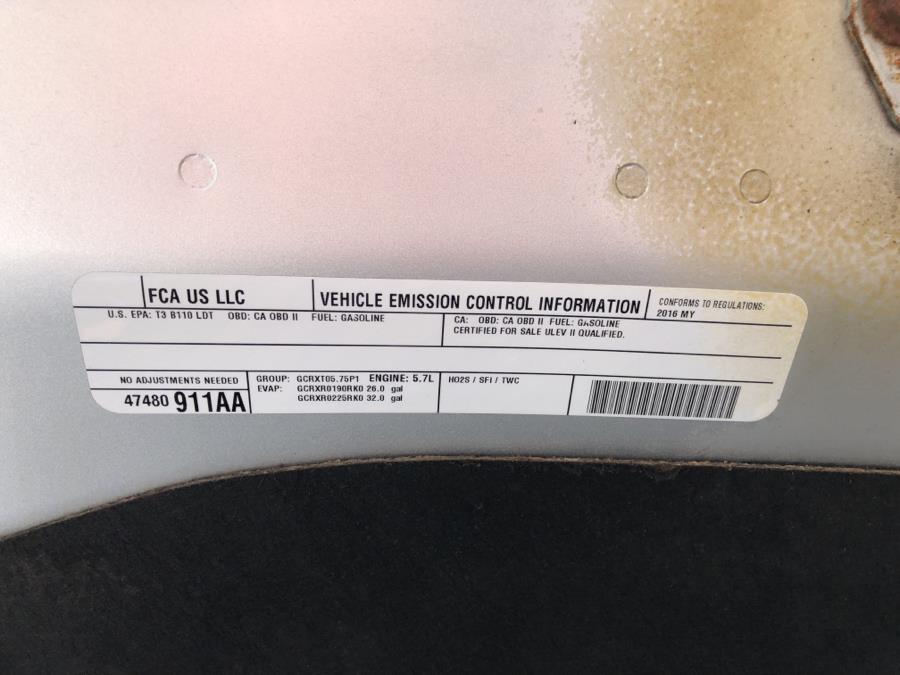 FCA US LLC
VEHICLE EMISSION CONTROL INFORMATION
CONFORMS TO REGULATIONS:
2016 MY
U.S. EPA: T3 B110 LDT OBD: CA OBD II FUEL: GASOLINE
CA: OBD: CA OBD II FUEL: GASOLINE
CERTIFIED FOR SALE ULEV II QUALIFIED.
NO ADJUSTMENTS NEEDED
47480 911AA
GROUP: GCRXT05.75P1 ENGINE: 5.7L
EVAP: GCRXR0190RK0 26.0 gal
GCRXR0225RK0 32.0 gal
HO2S / SFI / TWC